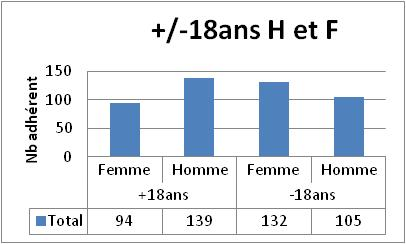 +/-18ans H et F
Nb adhérent
150
100
50
0
Femme Homme Femme Homme
+18ans -18ans
Total 94 139 132 105